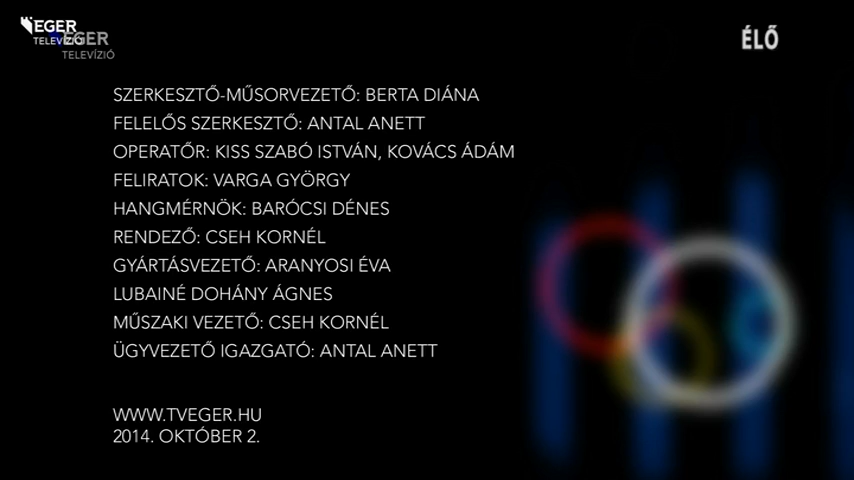 EGER
TELEVÍZIÓ
EGER
TELEVÍZIÓ
ÉLŐ
SZERKESZTŐ-MŰSORVEZETŐ: BERTA DIÁNA
FELELŐS SZERKESZTŐ: ANTAL ANETT
OPERATŐR: KISS SZABÓ ISTVÁN, KOVÁCS ÁDÁM
FELIRATOK: VARGA GYÖRGY
HANGMÉRNÖK: BARÓCSI DÉNES
RENDEZŐ: CSEH KORNÉL
GYÁRTÁSVEZETŐ: ARANYOSI ÉVA
LUBAINÉ DOHÁNY ÁGNES
MŰSZAKI VEZETŐ: CSEH KORNÉL
ÜGYVEZETŐ IGAZGATÓ: ANTAL ANETT
WWW.TVEGER.HU
2014. OKTÓBER 2.